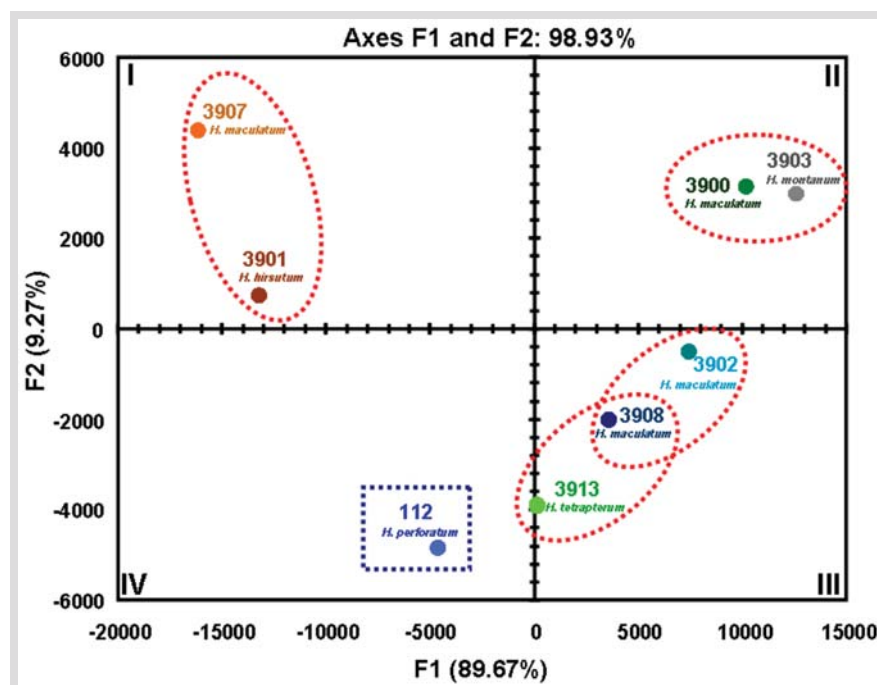 Axes F1 and F2: 98.93%
6000
4000
2000
0
-2000
-4000
-6000
F2 (9.27%)
I
II
3907
H. maculatum
3901
H. hirsutum
3903
H. montanum
3900
H. maculatum
3902
H. maculatum
3908
H. maculatum
3913
H. tetrapterum
112
H. perforatum
IV
III
-20000 -15000 -10000 -5000 0 5000 10000 15000
F1 (89.67%)